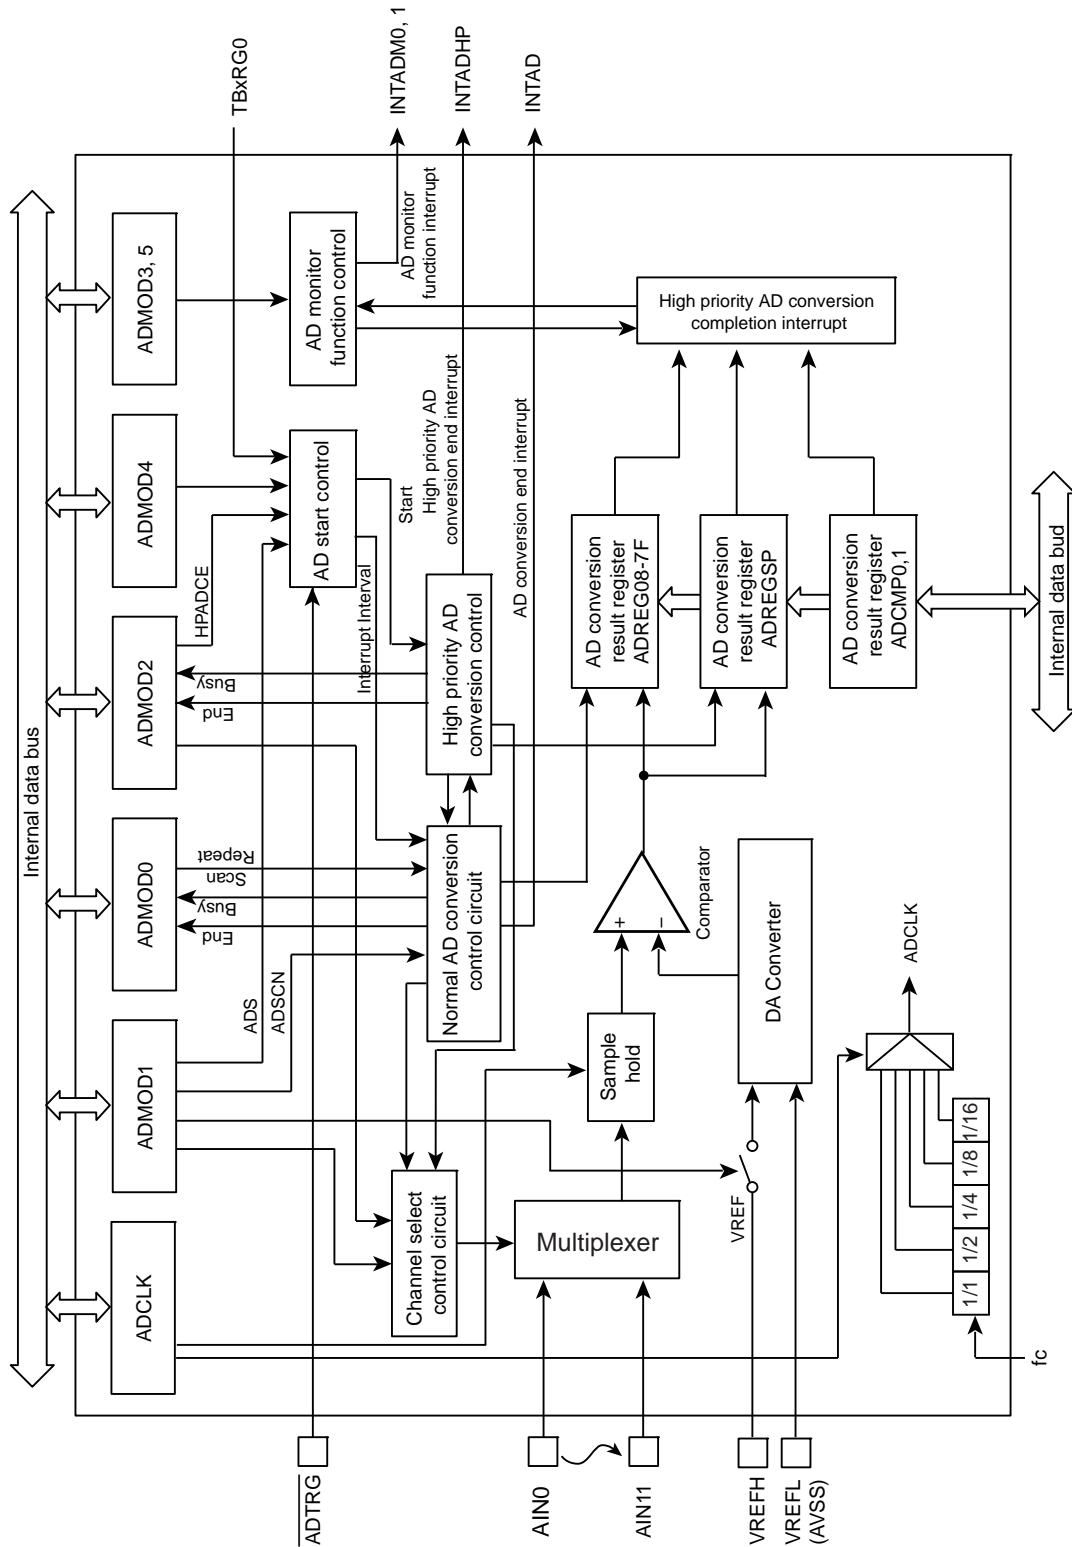 Internal data bus
ADCLK
ADMOD1
ADMOD0
ADMOD2
ADMOD4
ADMOD3, 5
ADS
ADSCN
End
Busy
Scan
Repeat
End
Busy
HPADCE
TBxRG0
ADTRG
AD start control
AD monitor
function control
INTADM0, 1
AD monitor
function interrupt
Interrupt Interval
Start
High priority AD
conversion end interrupt
INTADHP
Channel select
control circuit
Normal AD conversion
control circuit
High priority AD
conversion control
AD conversion end interrupt
INTAD
AIN0
AIN11
Multiplexer
Sample
hold
+
−
Comparator
AD conversion
result register
ADREG08-7F
AD conversion
result register
ADREGSP
AD conversion
result register
ADCMP0,1
High priority AD conversion
completion interrupt
VREF
VREFH
VREFL
(AVSS)
DA Converter
ADCLK
1/1
1/2
1/4
1/8
1/16
fc
Internal data bud